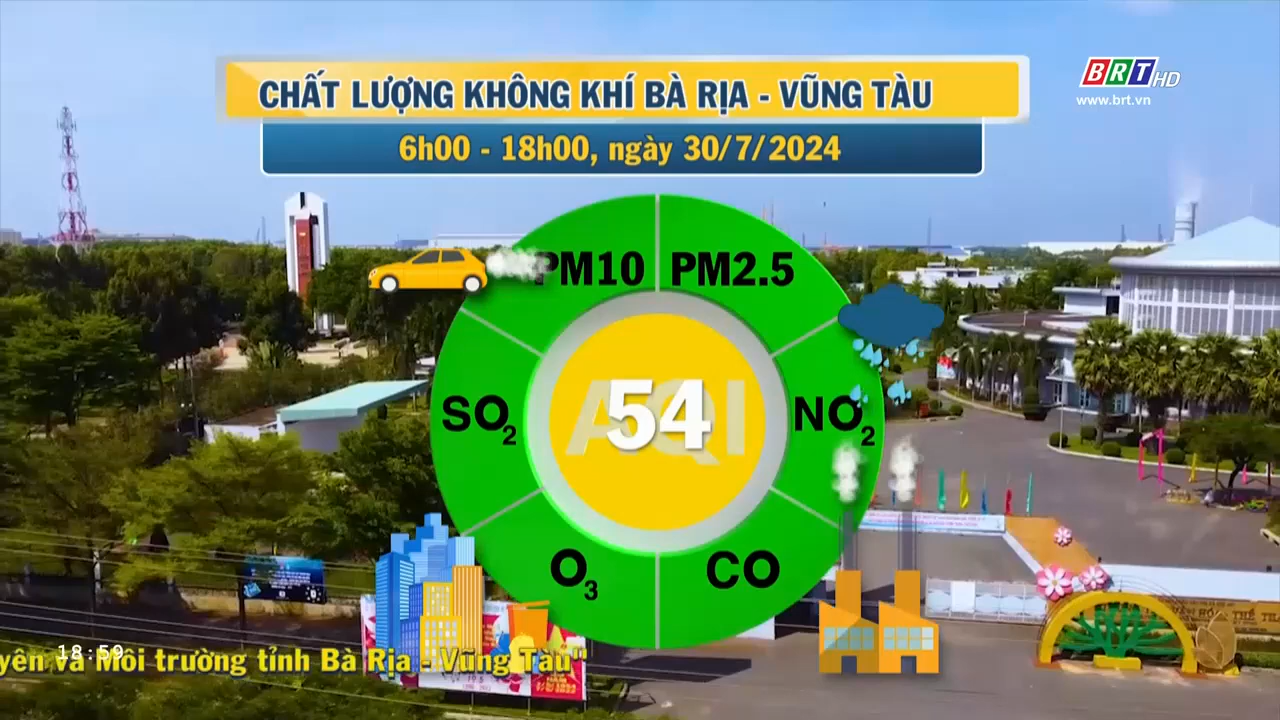 CHẤT LƯỢNG KHÔNG KHÍ BÀ RỊA - VŨNG TÀU
BRT HD
www.brt.vn
6h00 - 18h00, ngày 30/7/2024
PM10 PM2.5
SO₂ AQI 54 NO₂
O₃ CO
18:59
yên và Môi trường tỉnh Bà Rịa - Vũng Tàu"